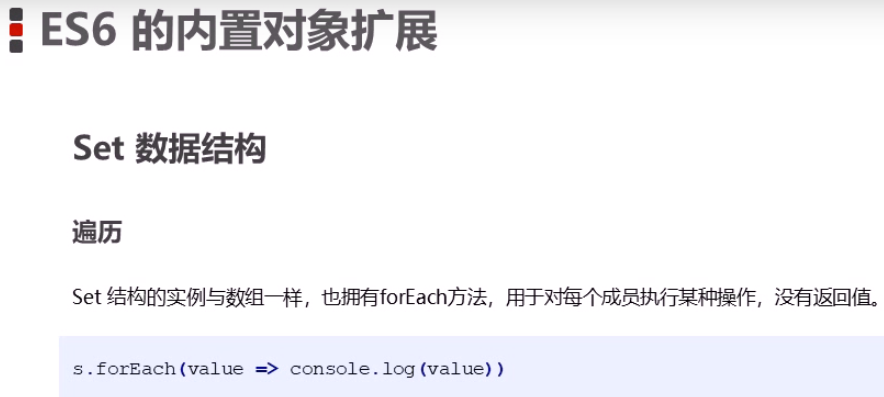 ES6 的内置对象扩展
Set 数据结构
遍历
Set 结构的实例与数组一样，也拥有forEach方法，用于对每个成员执行某种操作，没有返回值。
s.forEach(value => console.log(value))